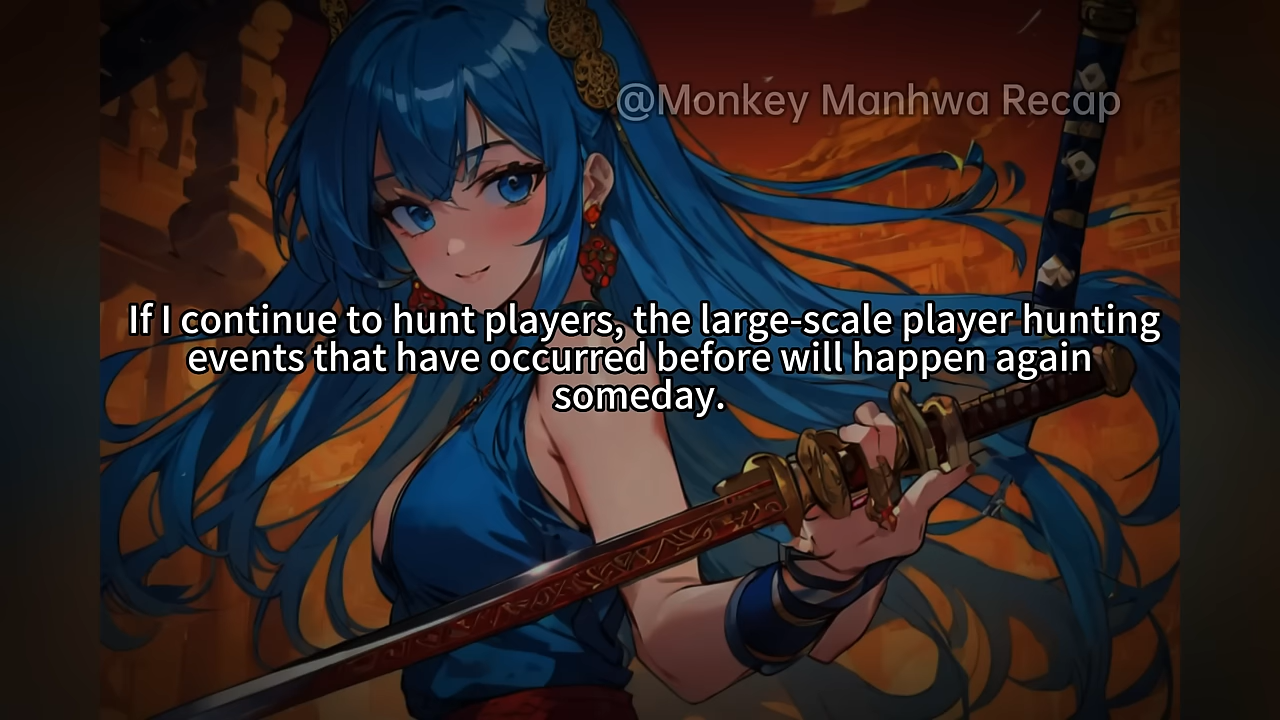 @Monkey Manhwa Recap
If I continue to hunt players, the large-scale player hunting
events that have occurred before will happen again
someday.